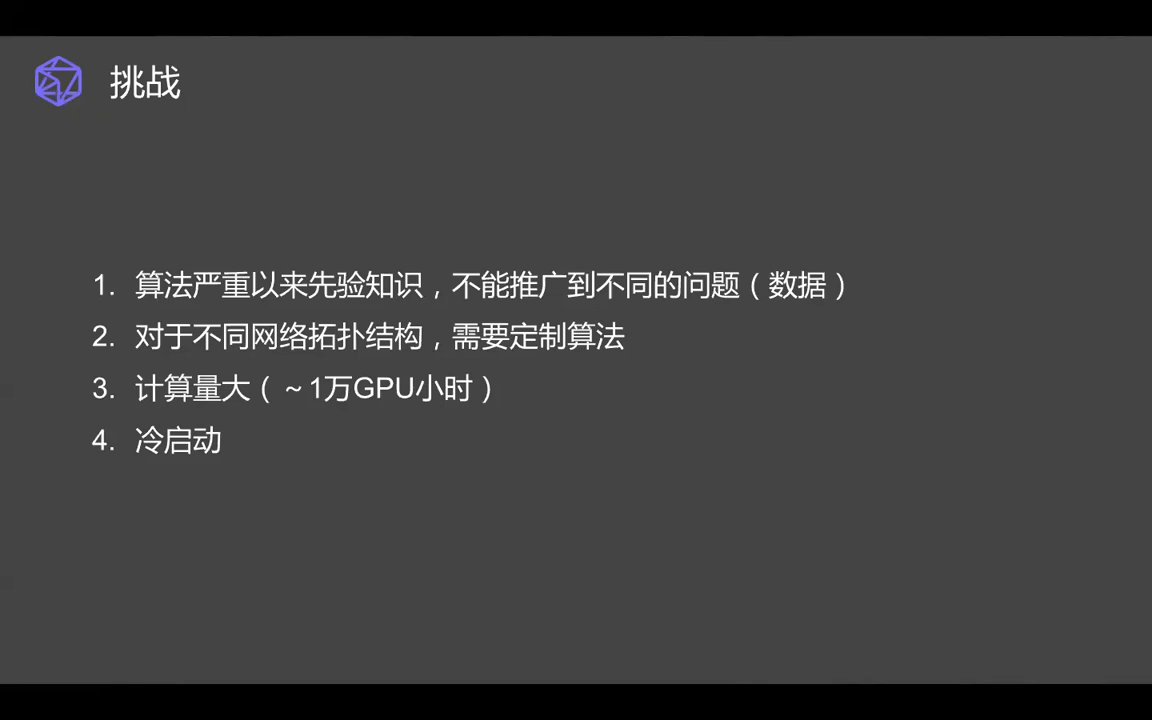 挑战
1. 算法严重以来先验知识，不能推广到不同的问题（数据）
2. 对于不同网络拓扑结构，需要定制算法
3. 计算量大（～1万GPU小时）
4. 冷启动